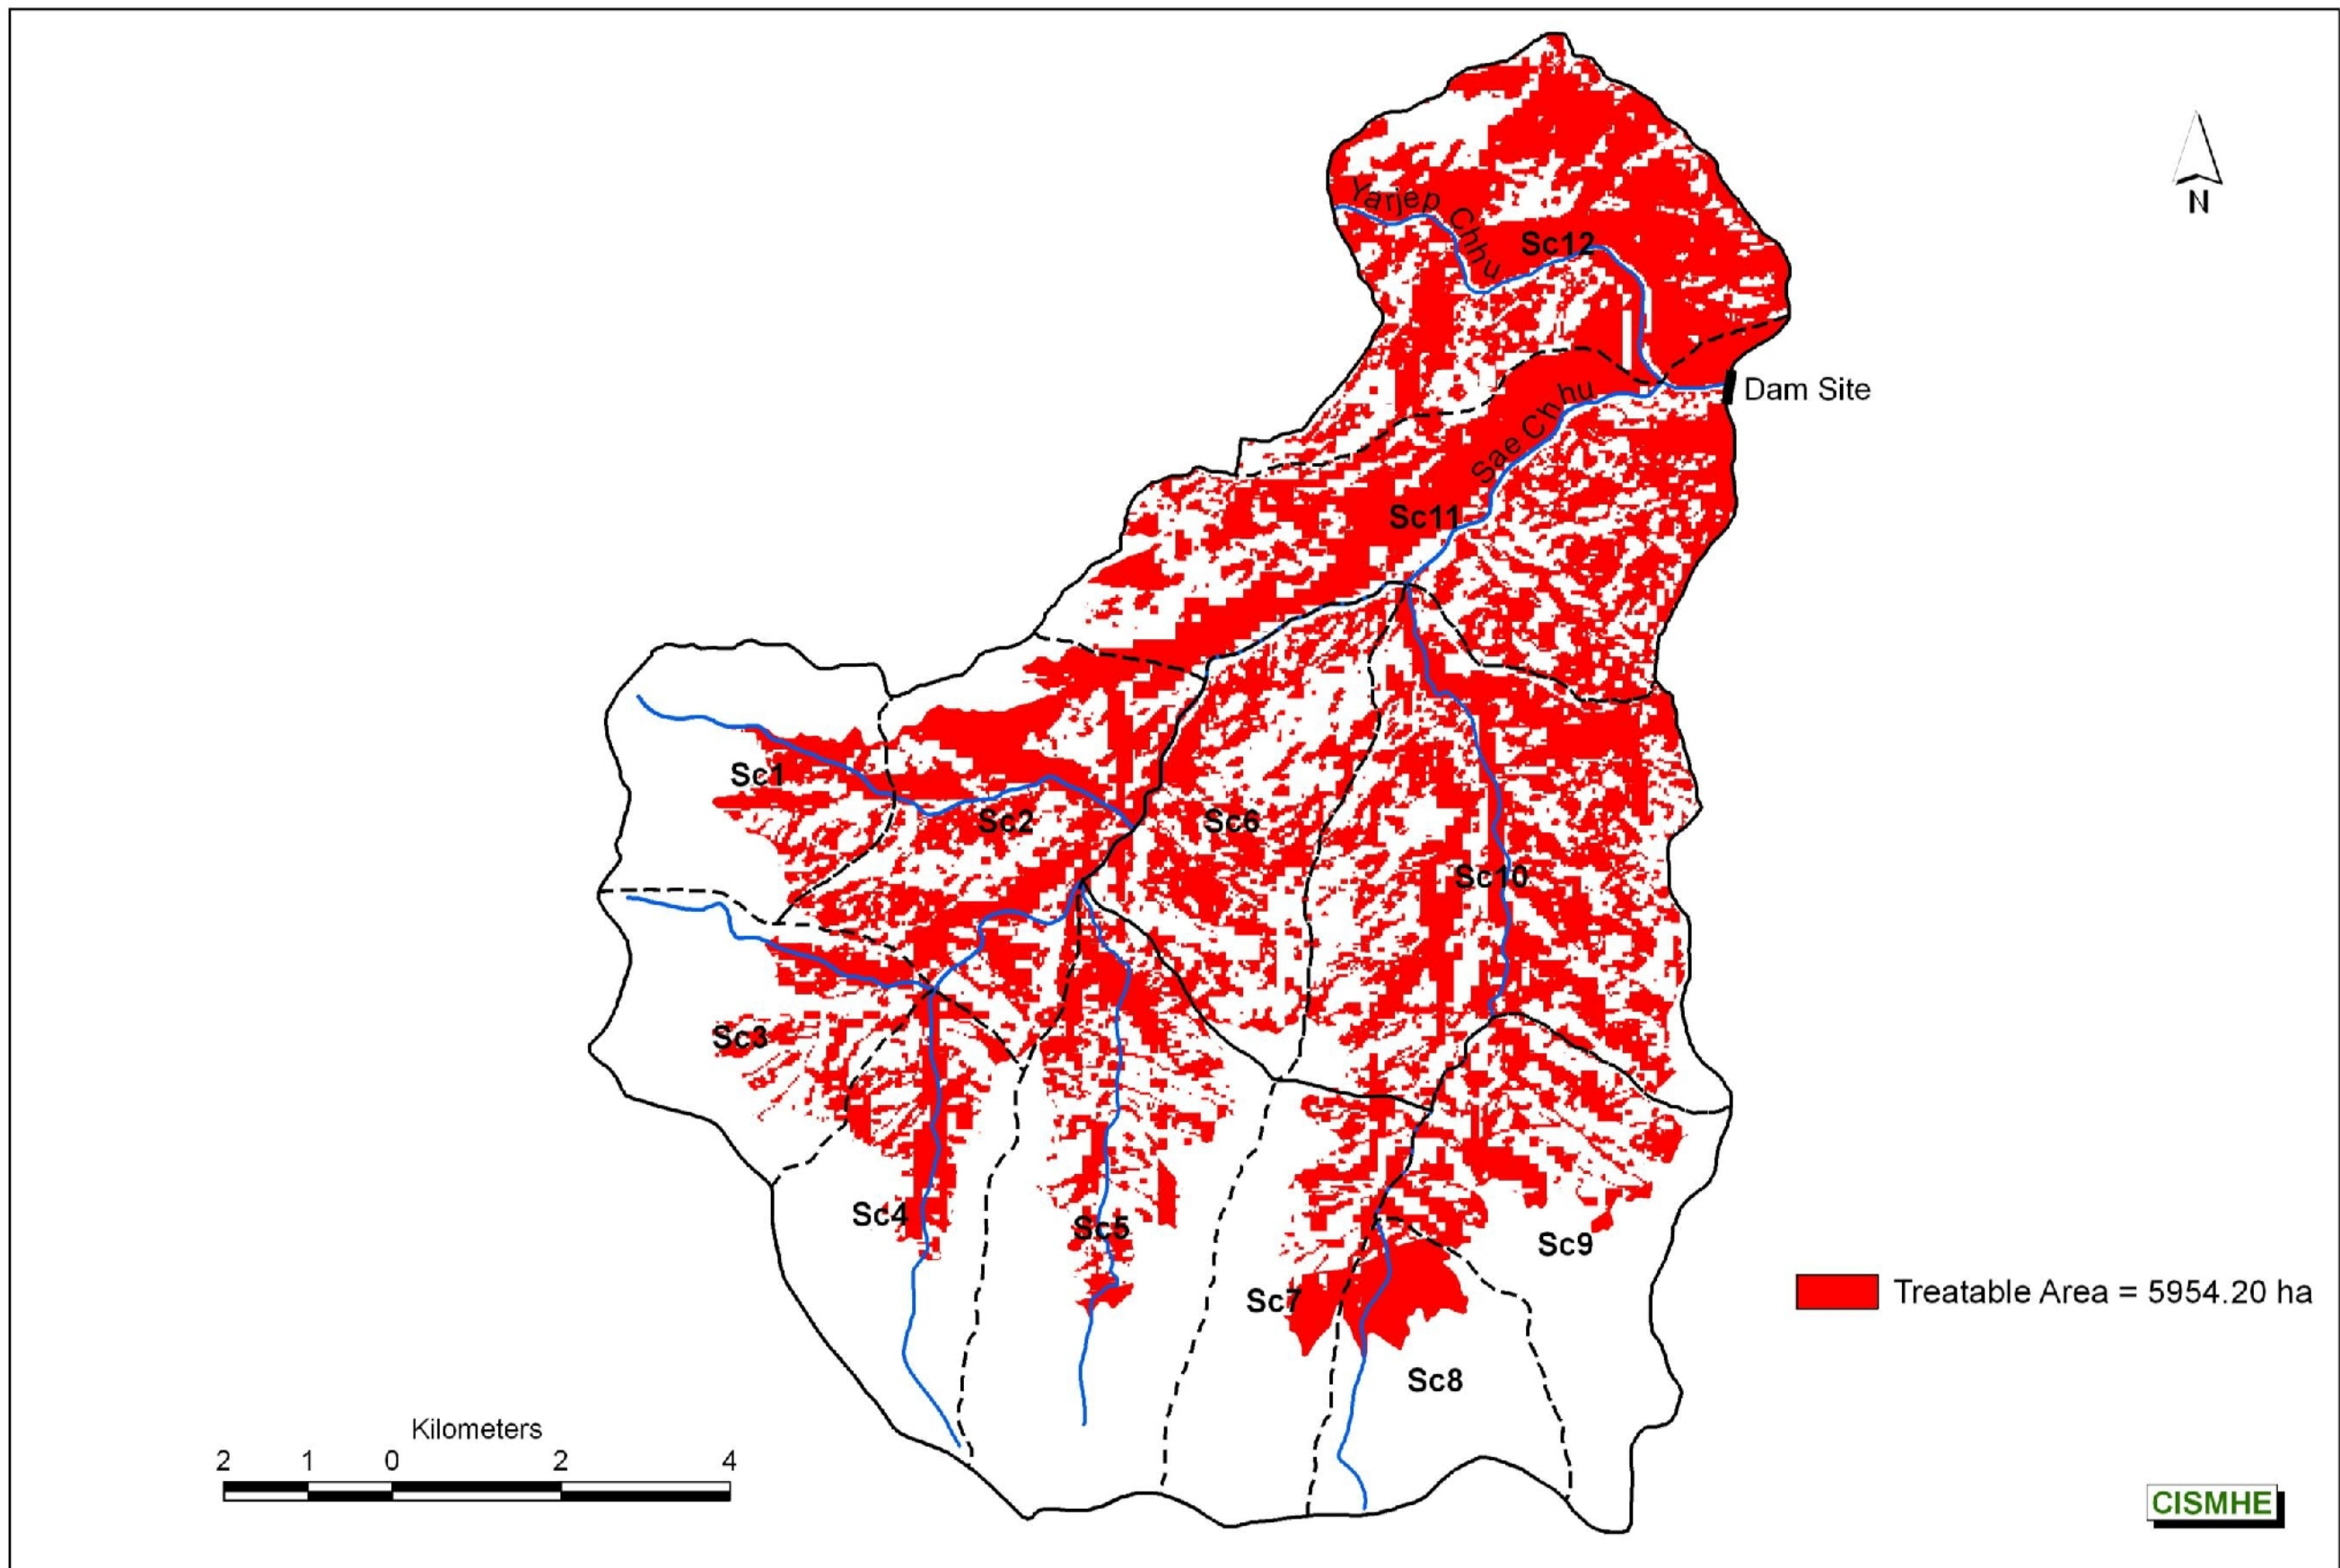 N
Yarjep Chhu
Sc12
Dam Site
Sae Chhu
Sc11
Sc1
Sc2
Sc6
Sc10
Sc3
Sc4
Sc5
Sc9
Sc7
Treatable Area = 5954.20 ha
Sc8
Kilometers
2 1 0 2 4
CISMHE